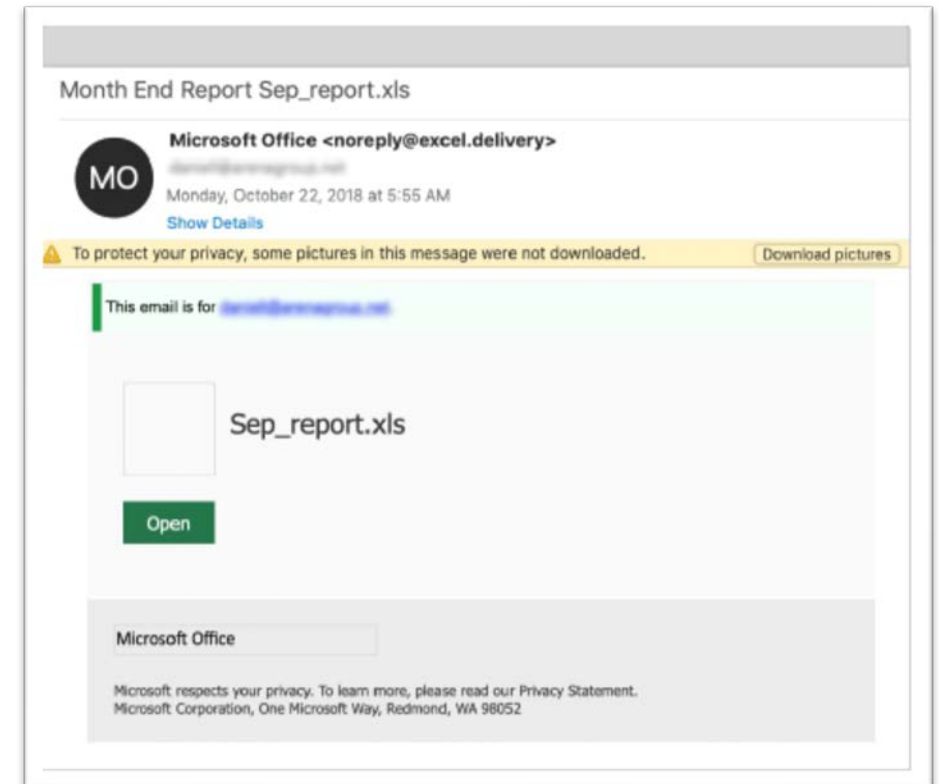 Month End Report Sep_report.xls
Microsoft Office <noreply@excel.delivery>
MO
Monday, October 22, 2018 at 5:55 AM
Show Details
To protect your privacy, some pictures in this message were not downloaded.
Download pictures
This email is for
Sep_report.xls
Open
Microsoft Office
Microsoft respects your privacy. To learn more, please read our Privacy Statement.
Microsoft Corporation, One Microsoft Way, Redmond, WA 98052